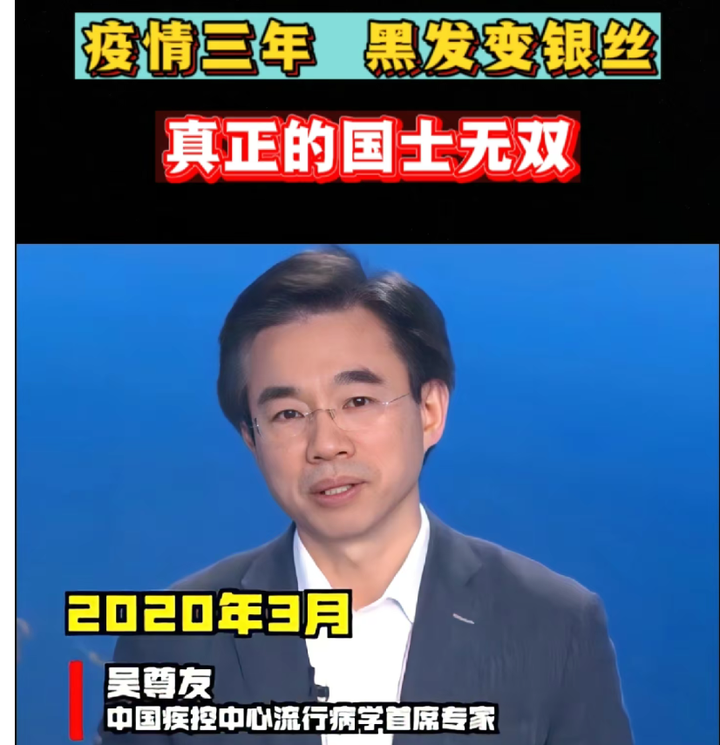 疫情三年 黑发变银丝
真正的国士无双
2020年3月
吴尊友
中国疾控中心流行病学首席专家